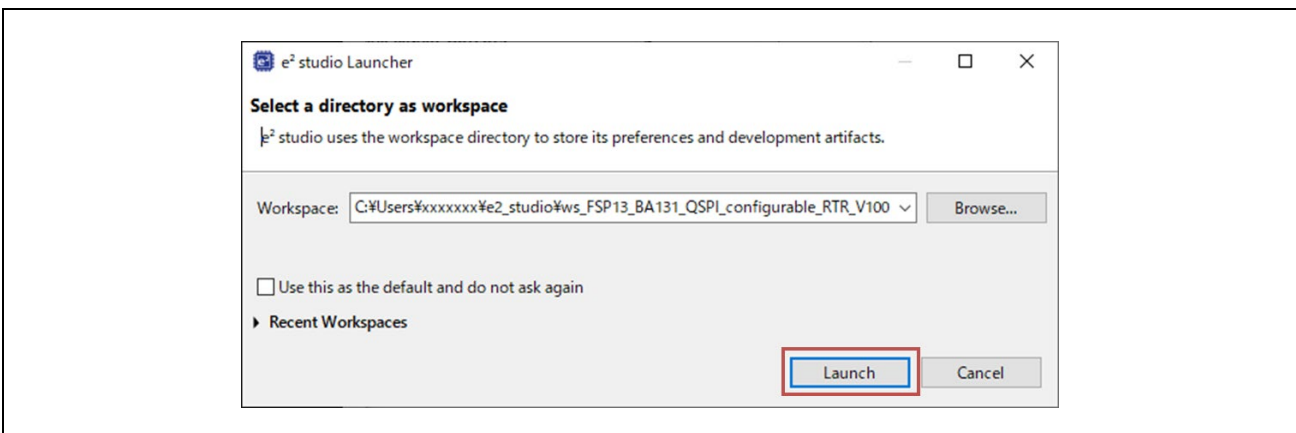 e² studio Launcher
Select a directory as workspace
e² studio uses the workspace directory to store its preferences and development artifacts.
Workspace: C:¥Users¥xxxxxxx¥e2_studio¥ws_FSP13_BA131_QSPI_configurable_RTR_V100 Browse...
Use this as the default and do not ask again
Recent Workspaces
Launch Cancel